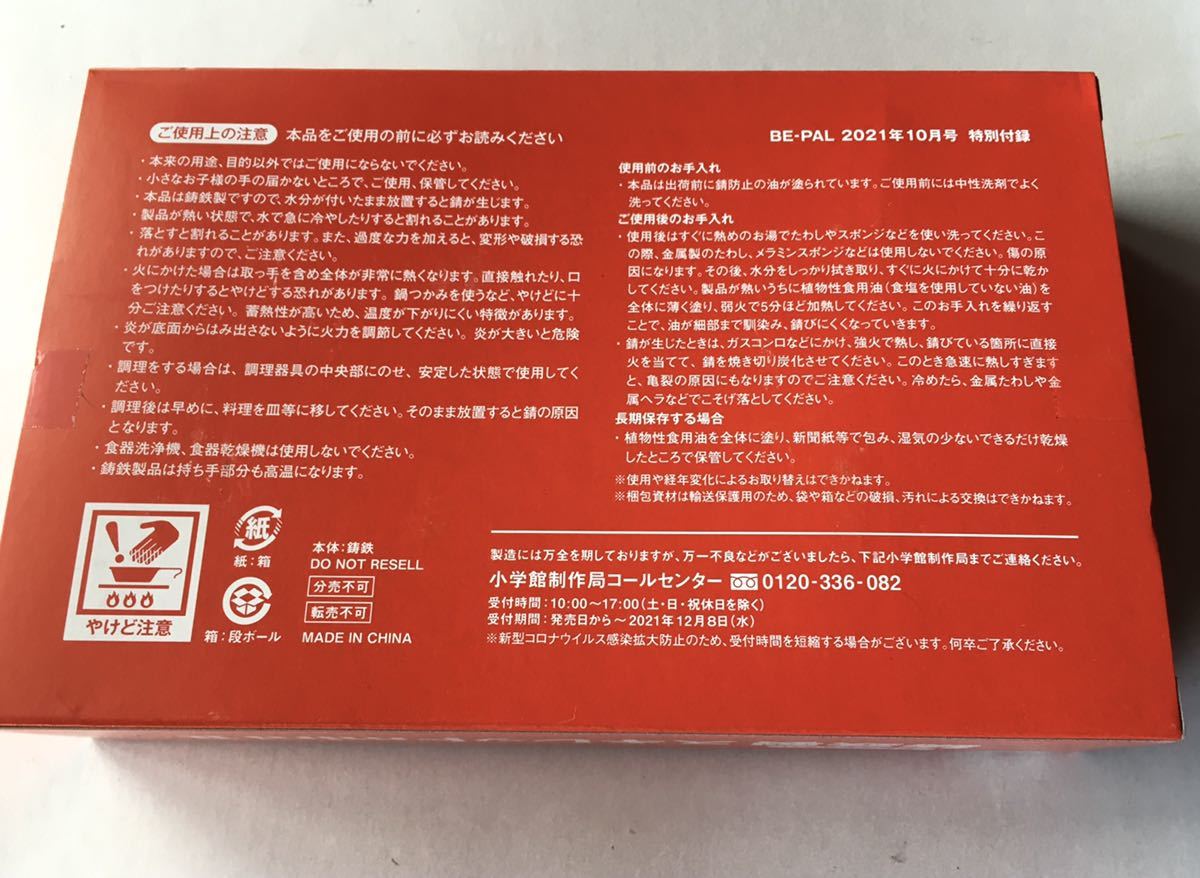 ご使用上の注意 本品をご使用の前に必ずお読みください
・本来の用途、目的以外ではご使用にならないでください。
・小さなお子様の手の届かないところで、ご使用、保管してください。
・本品は鋳鉄製ですので、水分が付いたまま放置すると錆が生じます。
・製品が熱い状態で、水で急に冷やしたりすると割れることがあります。
・落とすと割れることがあります。また、過度な力を加えると、変形や破損する恐
れがありますので、ご注意ください。
・火にかけた場合は取っ手を含め全体が非常に熱くなります。直接触れたり、口
をつけたりするとやけどする恐れがあります。鍋つかみを使うなど、やけどに十
分ご注意ください。蓄熱性が高いため、温度が下がりにくい特徴があります。
・炎が底面からはみ出さないように火力を調節してください。炎が大きいと危険
です。
・調理をする場合は、調理器具の中央部にのせ、安定した状態で使用してく
ださい。
・調理後は早めに、料理を皿等に移してください。そのまま放置すると錆の原因
となります。
・食器洗浄機、食器乾燥機は使用しないでください。
・鋳鉄製品は持ち手部分も高温になります。
BE-PAL 2021年10月号 特別付録
使用前のお手入れ
・本品は出荷前に錆防止の油が塗られています。ご使用前には中性洗剤でよく
洗ってください。
ご使用後のお手入れ
・使用後はすぐに熱めのお湯でたわしやスポンジなどを使い洗ってください。こ
の際、金属製のたわし、メラミンスポンジなどは使用しないでください。傷の原
因になります。その後、水分をしっかり拭き取り、すぐに火にかけて十分に乾か
してください。製品が熱いうちに植物性食用油(食塩を使用していない油)を
全体に薄く塗り、弱火で5分ほど加熱してください。このお手入れを繰り返す
ことで、油が細部まで馴染み、錆びにくくなっていきます。
・錆が生じたときは、ガスコンロなどにかけ、強火で熱し、錆びている箇所に直接
火を当てて、錆を焼き切り炭化させてください。このとき急速に熱しすぎます
と、亀裂の原因にもなりますのでご注意ください。冷めたら、金属たわしや金
属ヘラなどでこそげ落としてください。
長期保存する場合
・植物性食用油を全体に塗り、新聞紙等で包み、湿気の少ないできるだけ乾燥
したところで保管してください。
※使用や経年変化によるお取り替えはできかねます。
※梱包資材は輸送保護用のため、袋や箱などの破損、汚れによる交換はできかねます。
やけど注意
紙
紙:箱
箱:段ボール
本体:鋳鉄
DO NOT RESELL
分売不可
転売不可
MADE IN CHINA
製造には万全を期しておりますが、万一不良などがございましたら、下記小学館制作局までご連絡ください。
小学館制作局コールセンター 0120-336-082
受付時間:10:00〜17:00(土・日・祝休日を除く)
受付期間:発売日から〜2021年12月8日(水)
※新型コロナウイルス感染拡大防止のため、受付時間を短縮する場合がございます。何卒ご了承ください。